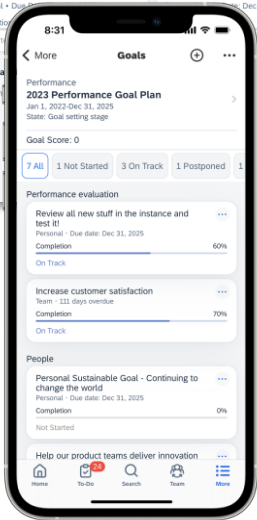 8:31
More
Goals
Performance
2023 Performance Goal Plan
Jan 1, 2022-Dec 31, 2025
State: Goal setting stage
Goal Score: 0
7 All
1 Not Started
3 On Track
1 Postponed
1
Performance evaluation
Review all new stuff in the instance and
test it!
Personal · Due date: Dec 31, 2025
Completion
60%
On Track
Increase customer satisfaction
Team · 111 days overdue
Completion
70%
On Track
People
Personal Sustainable Goal - Continuing to
change the world
Personal · Due date: Dec 31, 2025
Completion
0%
Not Started
Help our product teams deliver innovation
Home
24
To-Do
Search
Team
More